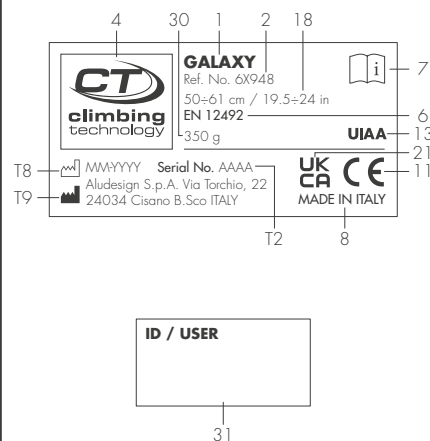 4 30 1 2 18
CT
climbing
technology
GALAXY
Ref. No. 6X948
50÷61 cm / 19.5÷24 in
EN 12492
350 g
i
7
6
UIAA
13
21
T8
MM-YYYY Serial No. AAAA
UK
CA
CE
11
T9
Aludesign S.p.A. Via Torchio, 22
24034 Cisano B.Sco ITALY
MADE IN ITALY
T2
8
ID / USER
31